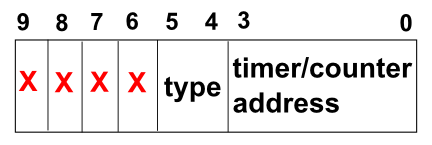 9 8 7 6 5 4 3 0
X X X X type timer/counter
address